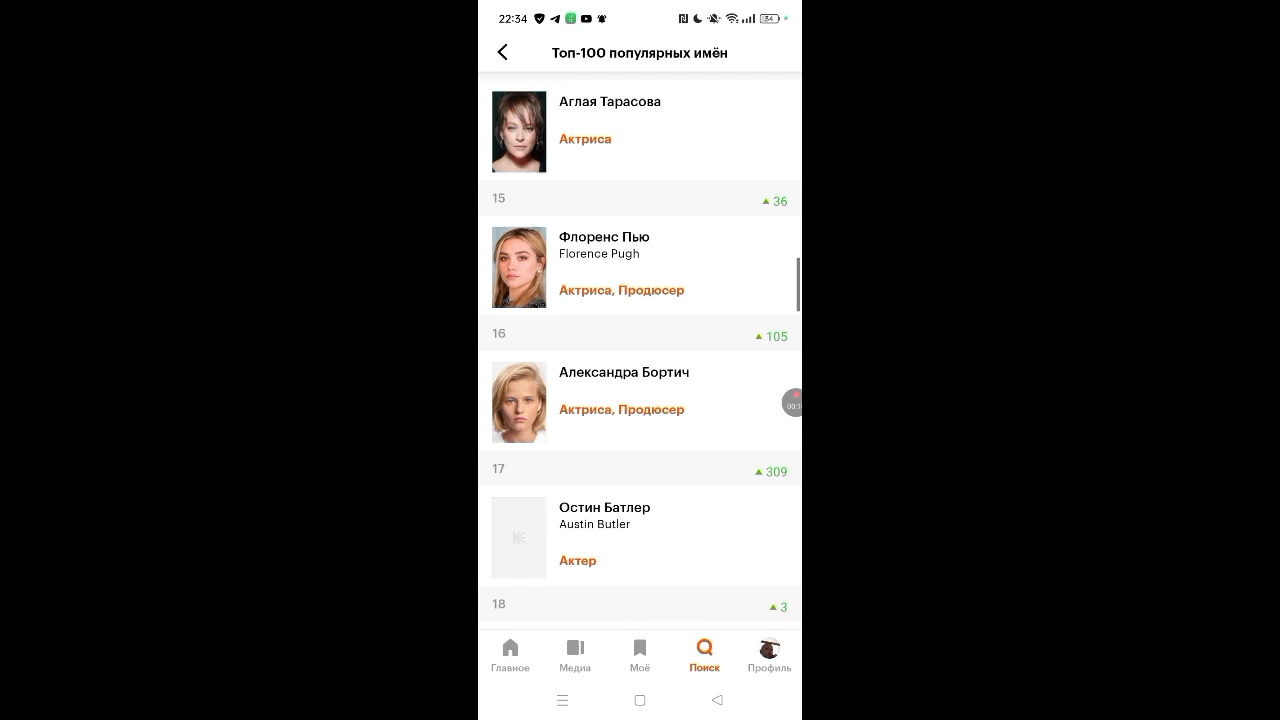 22:34
34
Топ-100 популярных имён
Аглая Тарасова
Актриса
15
36
Флоренс Пью
Florence Pugh
Актриса, Продюсер
16
105
Александра Бортич
Актриса, Продюсер
17
309
Остин Батлер
Austin Butler
Актер
18
3
Главное
Медиа
Моё
Поиск
Профиль